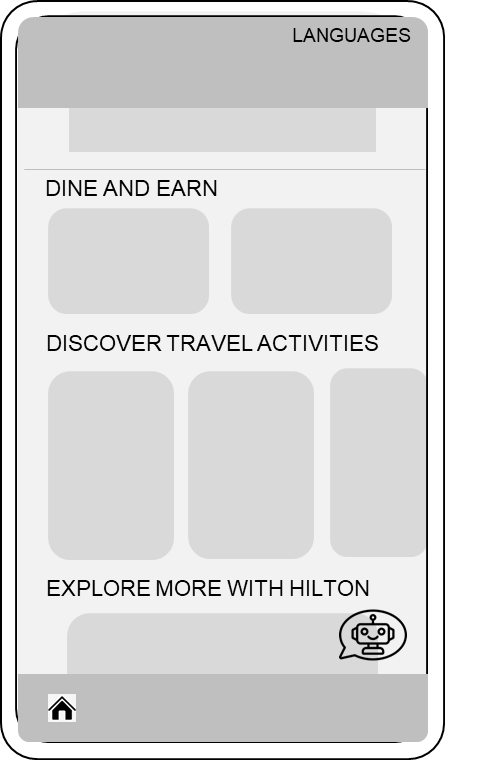 LANGUAGES
DINE AND EARN
DISCOVER TRAVEL ACTIVITIES
EXPLORE MORE WITH HILTON